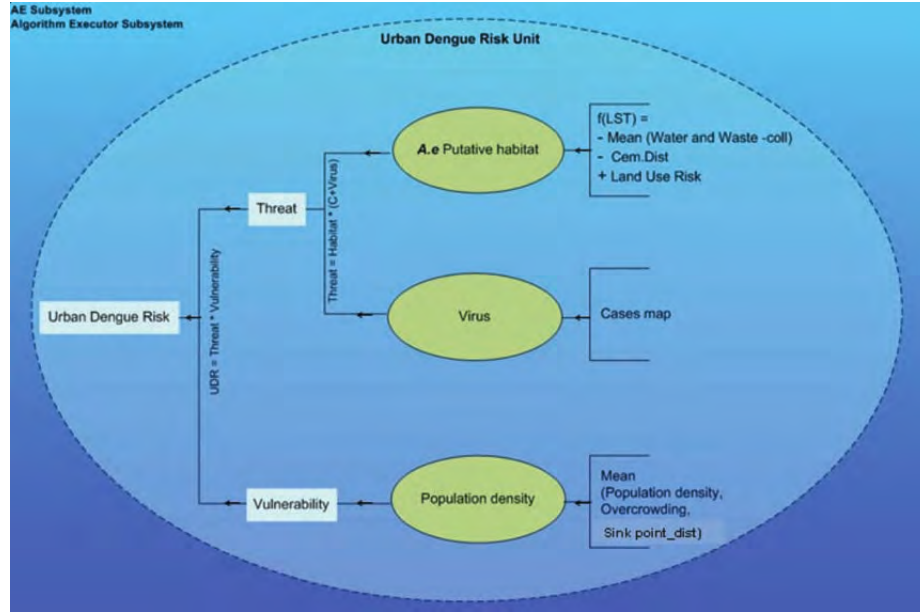 AE Subsystem
Algorithm Executor Subsystem
Urban Dengue Risk Unit
A.e Putative habitat
f(LST) =
- Mean (Water and Waste -coll)
- Cem.Dist
+ Land Use Risk
Threat
Threat = Habitat * (C+Virus)
Urban Dengue Risk
UDR = Threat * Vulnerability
Virus
Cases map
Vulnerability
Population density
Mean
(Population density,
Overcrowding,
Sink point_dist)